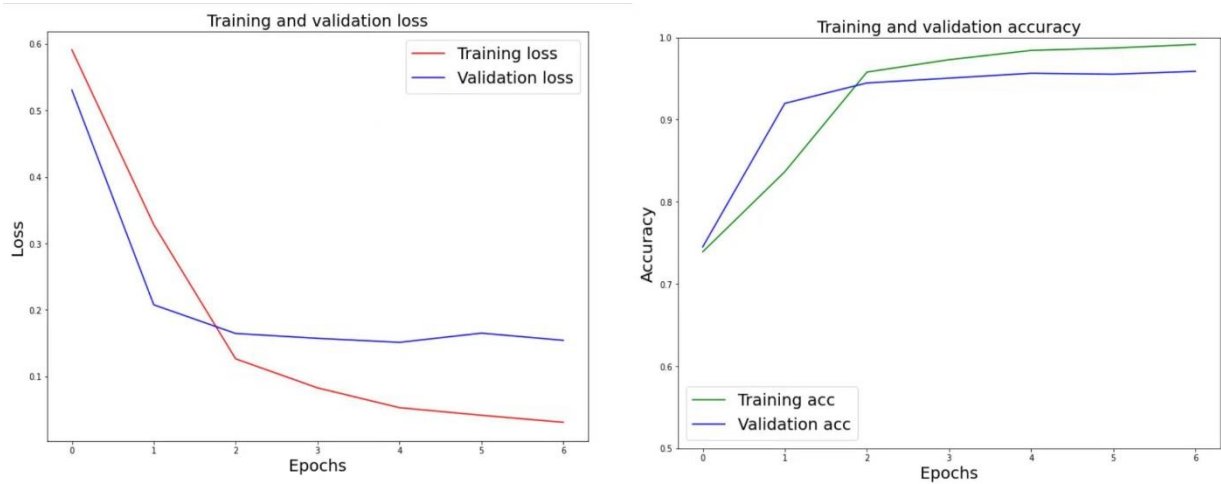 Training and validation loss
Training loss
Validation loss
0.6
0.5
0.4
0.3
0.2
0.1
Loss
0 1 2 3 4 5 6
Epochs
Training and validation accuracy
1.0
0.9
0.8
0.7
0.6
0.5
Accuracy
Training acc
Validation acc
0 1 2 3 4 5 6
Epochs